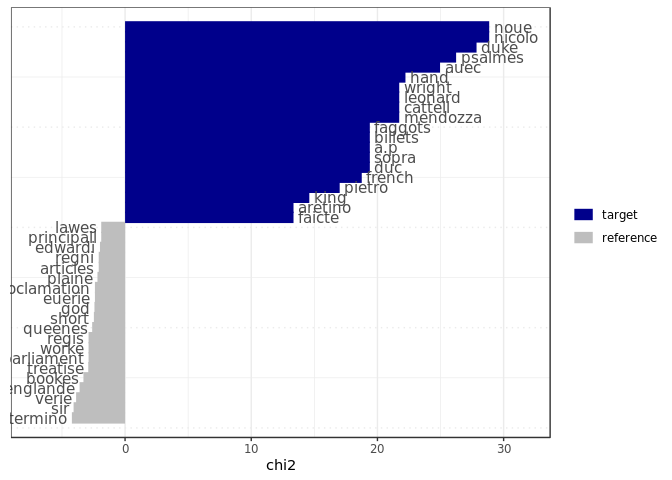 noue
nicolo
duke
psalmes
auec
hand
wright
leonard
cattell
mendozza
faggots
billets
a.p
sopra
duc
french
pietro
king
aretino
faicte
lawes
principall
edwardi
regni
articles
plaine
oclamation
euerie
god
short
queenes
regis
worke
parliament
treatise
bookes
englande
verie
sir
termino
target
reference
0
10
20
30
chi2